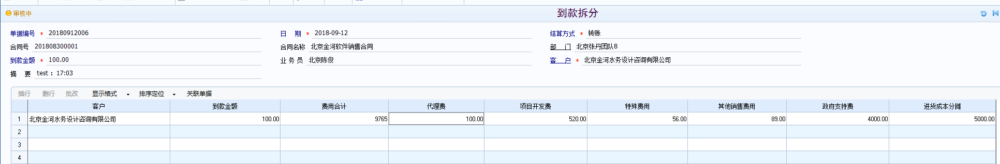 审核中 到款拆分
单据编号 * 20180912006 日 期 * 2018-09-12 结算方式 * 转账
合同号 201808300001 合同名称 北京金河软件销售合同 部 门 北京张丹团队8
到款金额 * 100.00 业务员 北京陈俊 客 户 * 北京金河水务设计咨询有限公司
摘 要 test：17:03
插行 删行 批改 显示格式 排序定位 关联单据
客户 到款金额 费用合计 代理费 项目开发费 特殊费用 其他销售费用 政府支持费 进货成本分摊
1 北京金河水务设计咨询有限公司 100.00 9765 100.00 520.00 56.00 89.00 4000.00 5000.00
2
3
4